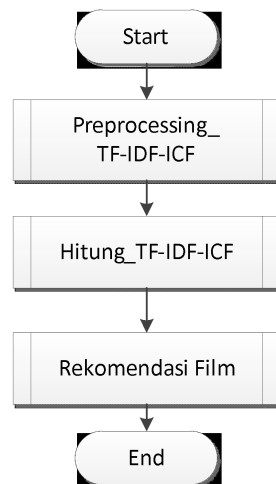 Start
Preprocessing_
TF-IDF-ICF
Hitung_TF-IDF-ICF
Rekomendasi Film
End